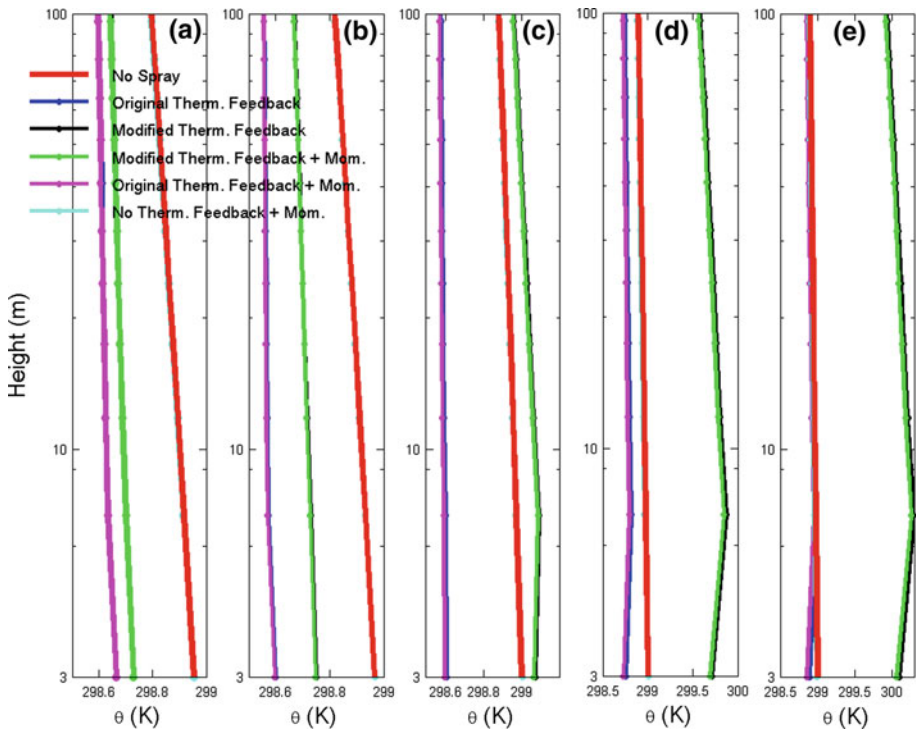 (a) (b) (c) (d) (e)
100 100 100 100 100
No Spray
Original Therm. Feedback
Modified Therm. Feedback
Modified Therm. Feedback + Mom.
Original Therm. Feedback + Mom.
No Therm. Feedback + Mom.
Height (m)
10 10 10 10 10
3 3 3 3 3
298.6 298.8 299 298.6 298.8 299 298.6 298.8 299 298.5 299 299.5 300 298.5 299 299.5 300
θ (K) θ (K) θ (K) θ (K) θ (K)